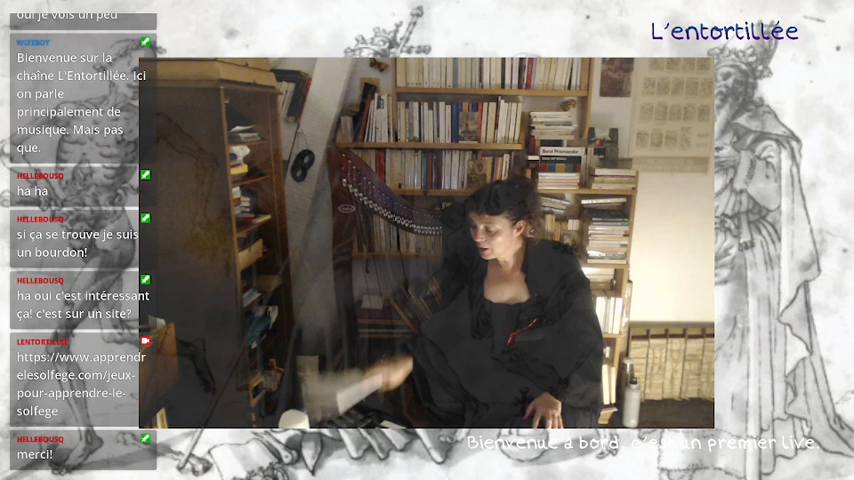 oui je vois un peu
WIZEBOT
Bienvenue sur la
chaîne L'Entortillée. Ici
on parle
principalement de
musique. Mais pas
que.
HELLEBOUSQ
ha ha
HELLEBOUSQ
si ça se trouve je suis
un bourdon!
HELLEBOUSQ
ha oui c'est intéressant
ça! c'est sur un site?
LENTORTILLEE
https://www.apprendr
elesolfege.com/jeux-
pour-apprendre-le-
solfege
HELLEBOUSQ
merci!
L'entortillée
Bienvenue à bord, c'est un premier live.